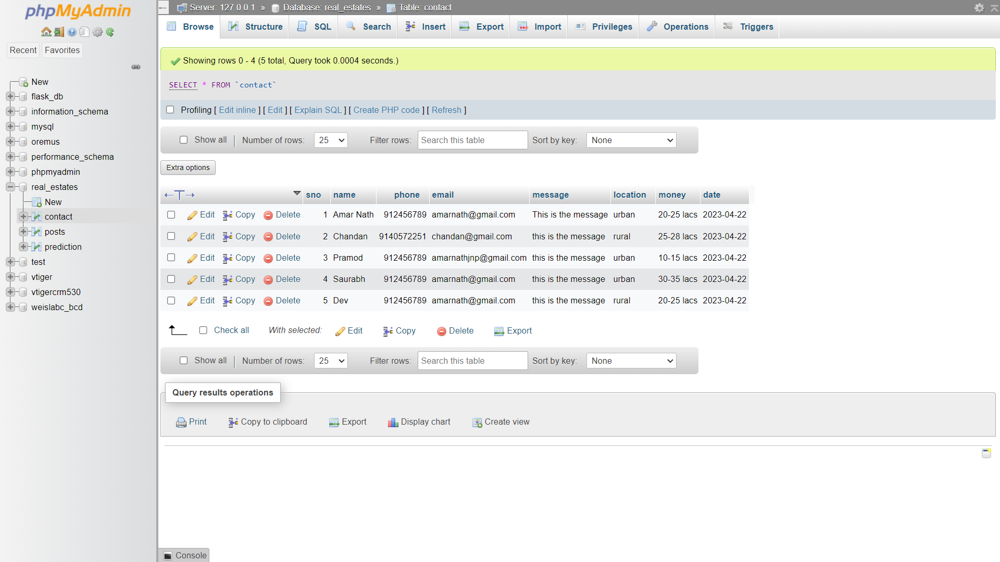 phpMyAdmin
Recent Favorites
New
flask_db
information_schema
mysql
oremus
performance_schema
phpmyadmin
real_estates
New
contact
posts
prediction
test
vtiger
vtigercrm530
weislabc_bcd
Server: 127.0.0.1 » Database: real_estates » Table: contact
Browse Structure SQL Search Insert Export Import Privileges Operations Triggers
Showing rows 0 - 4 (5 total, Query took 0.0004 seconds.)
SELECT * FROM `contact`
Profiling [ Edit inline ] [ Edit ] [ Explain SQL ] [ Create PHP code ] [ Refresh ]
Show all | Number of rows: 25 Filter rows: Search this table Sort by key: None
Extra options
←T→ sno name phone email message location money date
Edit Copy Delete 1 Amar Nath 912456789 amarnath@gmail.com This is the message urban 20-25 lacs 2023-04-22
Edit Copy Delete 2 Chandan 9140572251 chandan@gmail.com this is the message rural 25-28 lacs 2023-04-22
Edit Copy Delete 3 Pramod 912456789 amarnathjnp@gmail.com this is the message urban 10-15 lacs 2023-04-22
Edit Copy Delete 4 Saurabh 912456789 amarnath@gmail.com this is the message urban 30-35 lacs 2023-04-22
Edit Copy Delete 5 Dev 912456789 amarnath@gmail.com this is the message rural 20-25 lacs 2023-04-22
Check all With selected: Edit Copy Delete Export
Show all | Number of rows: 25 Filter rows: Search this table Sort by key: None
Query results operations
Print Copy to clipboard Export Display chart Create view
Console